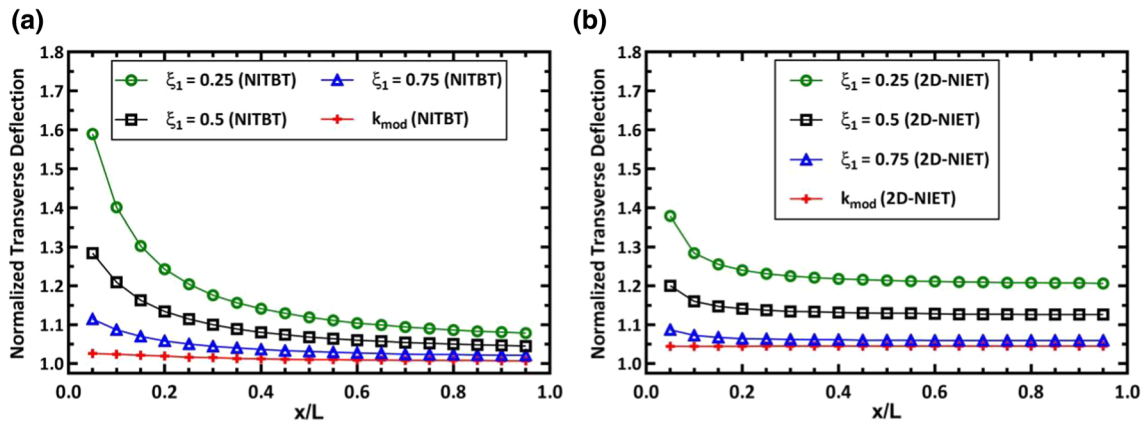 (a)
Normalized Transverse Deflection
1.8
1.7
1.6
1.5
1.4
1.3
1.2
1.1
1.0
ξ₁ = 0.25 (NITBT)
ξ₁ = 0.75 (NITBT)
ξ₁ = 0.5 (NITBT)
kmod (NITBT)
0.0 0.2 0.4 0.6 0.8 1.0
x/L
(b)
Normalized Transverse Deflection
1.8
1.7
1.6
1.5
1.4
1.3
1.2
1.1
1.0
ξ₁ = 0.25 (2D-NIET)
ξ₁ = 0.5 (2D-NIET)
ξ₁ = 0.75 (2D-NIET)
kmod (2D-NIET)
0.0 0.2 0.4 0.6 0.8 1.0
x/L